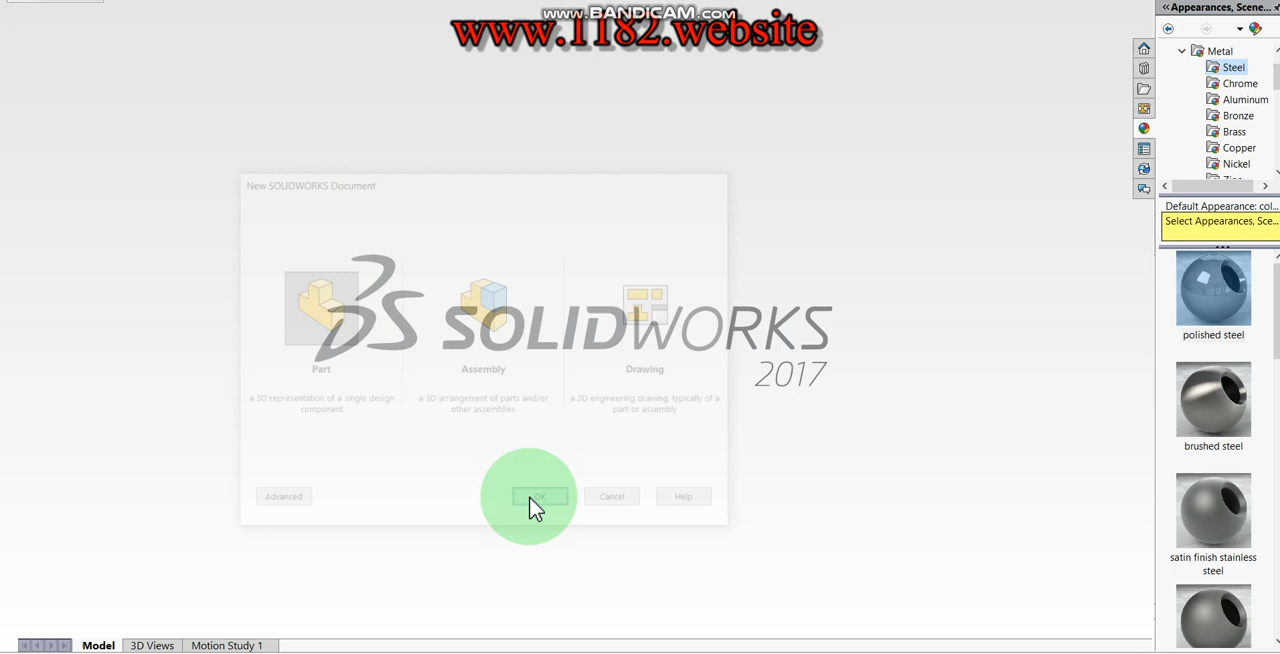 www.BANDICAM.com
www.1182.website
Appearances, Scene...
Metal
Steel
Chrome
Aluminum
Bronze
Brass
Copper
Nickel
Default Appearance: col...
Select Appearances, Sce...
polished steel
brushed steel
satin finish stainless
steel
New SOLIDWORKS Document
SOLIDWORKS
2017
Part
Assembly
Drawing
a 3D representation of a single design
component
a 3D arrangement of parts and/or
other assemblies
a 2D engineering drawing, typically of a
part or assembly
Advanced
OK
Cancel
Help
Model
3D Views
Motion Study 1